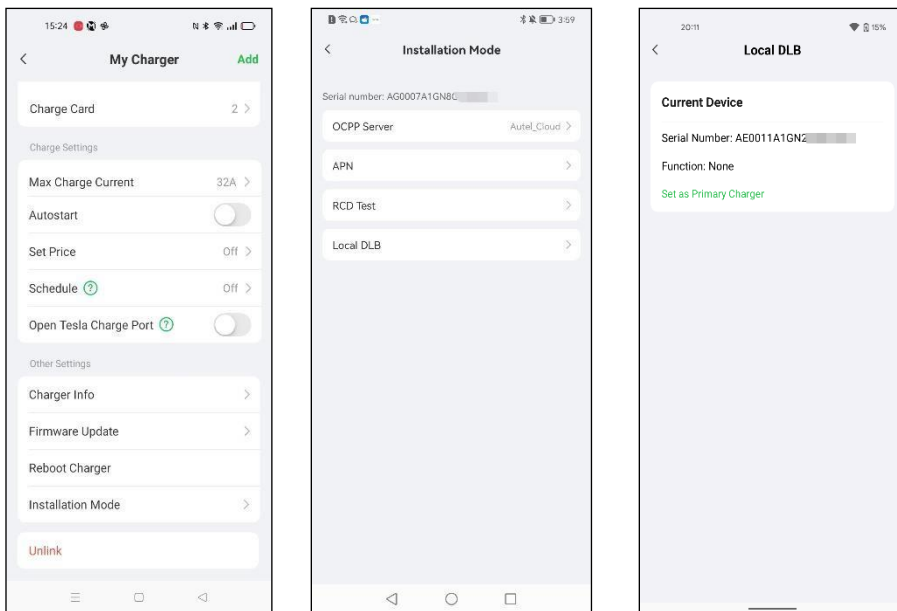 15:24
My Charger
Add
Charge Card 2
Charge Settings
Max Charge Current 32A
Autostart
Set Price Off
Schedule ? Off
Open Tesla Charge Port ?
Other Settings
Charger Info
Firmware Update
Reboot Charger
Installation Mode
Unlink
3:59
Installation Mode
Serial number: AG0007A1GN8C
OCPP Server Autel_Cloud
APN
RCD Test
Local DLB
20:11 15%
Local DLB
Current Device
Serial Number: AE0011A1GN2
Function: None
Set as Primary Charger